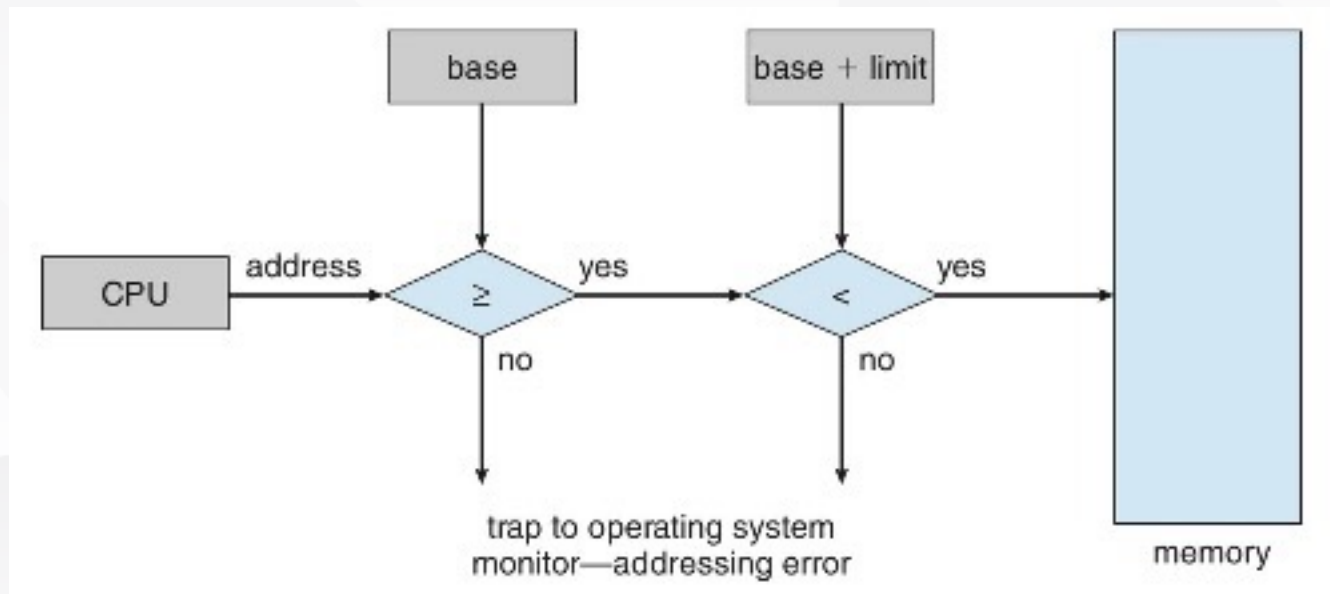 base
base + limit
CPU
address
≥
yes
<
yes
no
no
trap to operating system
monitor—addressing error
memory